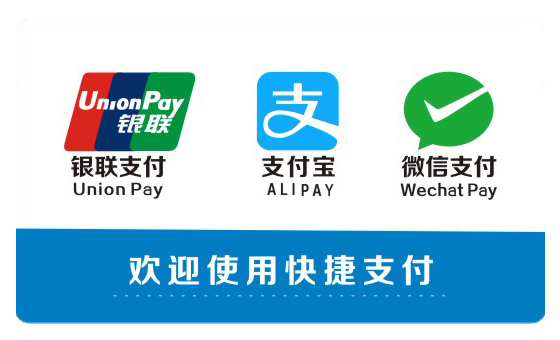 UnionPay
银联
银联支付
Union Pay
支
支付宝
ALIPAY
微信支付
Wechat Pay
欢迎使用快捷支付